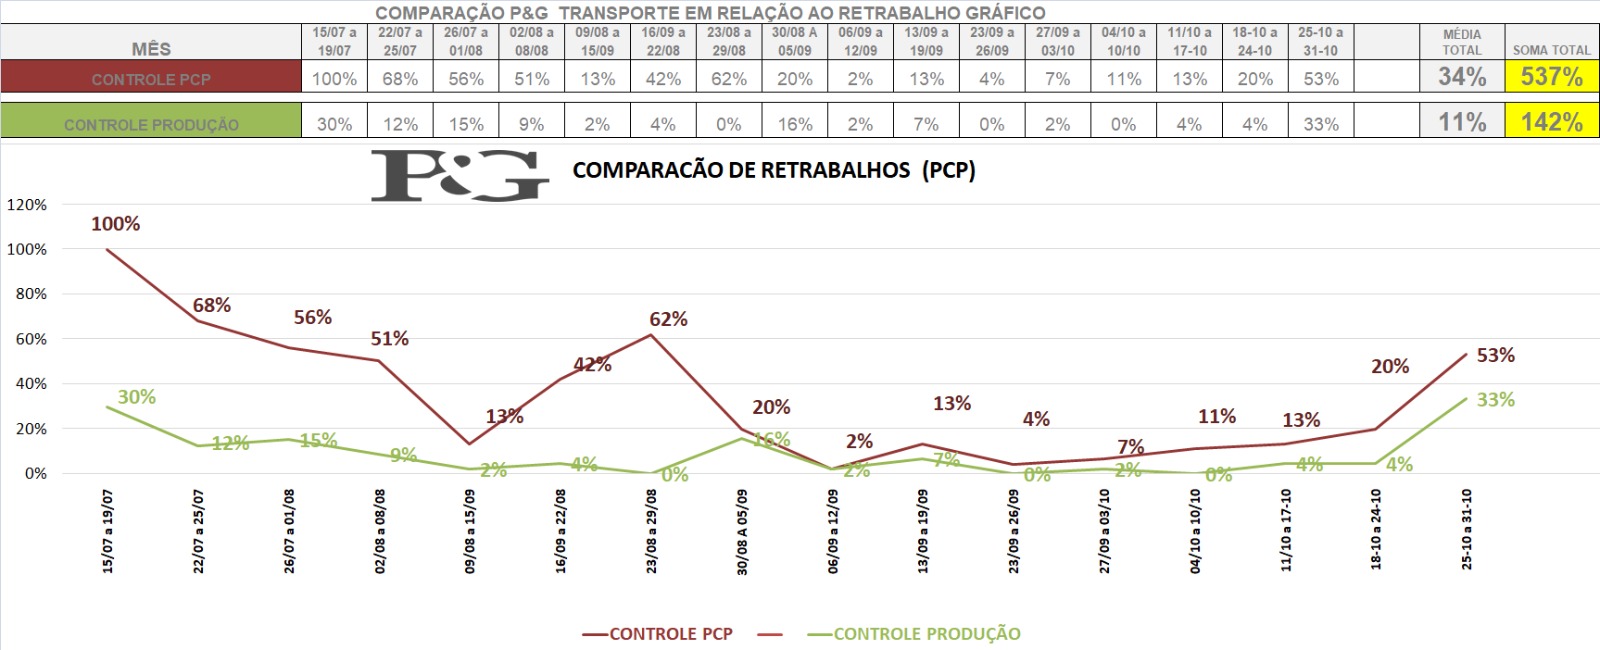 COMPARAÇÃO P&G TRANSPORTE EM RELAÇÃO AO RETRABALHO GRÁFICO
MÊS 15/07 a 19/07 22/07 a 25/07 26/07 a 01/08 02/08 a 08/08 09/08 a 15/09 16/09 a 22/08 23/08 a 29/08 30/08 A 05/09 06/09 a 12/09 13/09 a 19/09 23/09 a 26/09 27/09 a 03/10 04/10 a 10/10 11/10 a 17-10 18-10 a 24-10 25-10 a 31-10 MÉDIA TOTAL SOMA TOTAL
CONTROLE PCP 100% 68% 56% 51% 13% 42% 62% 20% 2% 13% 4% 7% 11% 13% 20% 53% 34% 537%
CONTROLE PRODUÇÃO 30% 12% 15% 9% 2% 4% 0% 16% 2% 7% 0% 2% 0% 4% 4% 33% 11% 142%
P&G COMPARACÃO DE RETRABALHOS (PCP)
120%
100%
80%
60%
40%
20%
0%
100% 68% 56% 51% 13% 42% 62% 20% 2% 13% 4% 7% 11% 13% 20% 53%
30% 12% 15% 9% 2% 4% 0% 16% 2% 7% 0% 2% 0% 4% 4% 33%
15/07 a 19/07
22/07 a 25/07
26/07 a 01/08
02/08 a 08/08
09/08 a 15/09
16/09 a 22/08
23/08 a 29/08
30/08 A 05/09
06/09 a 12/09
13/09 a 19/09
23/09 a 26/09
27/09 a 03/10
04/10 a 10/10
11/10 a 17-10
18-10 a 24-10
25-10 a 31-10
CONTROLE PCP CONTROLE PRODUÇÃO